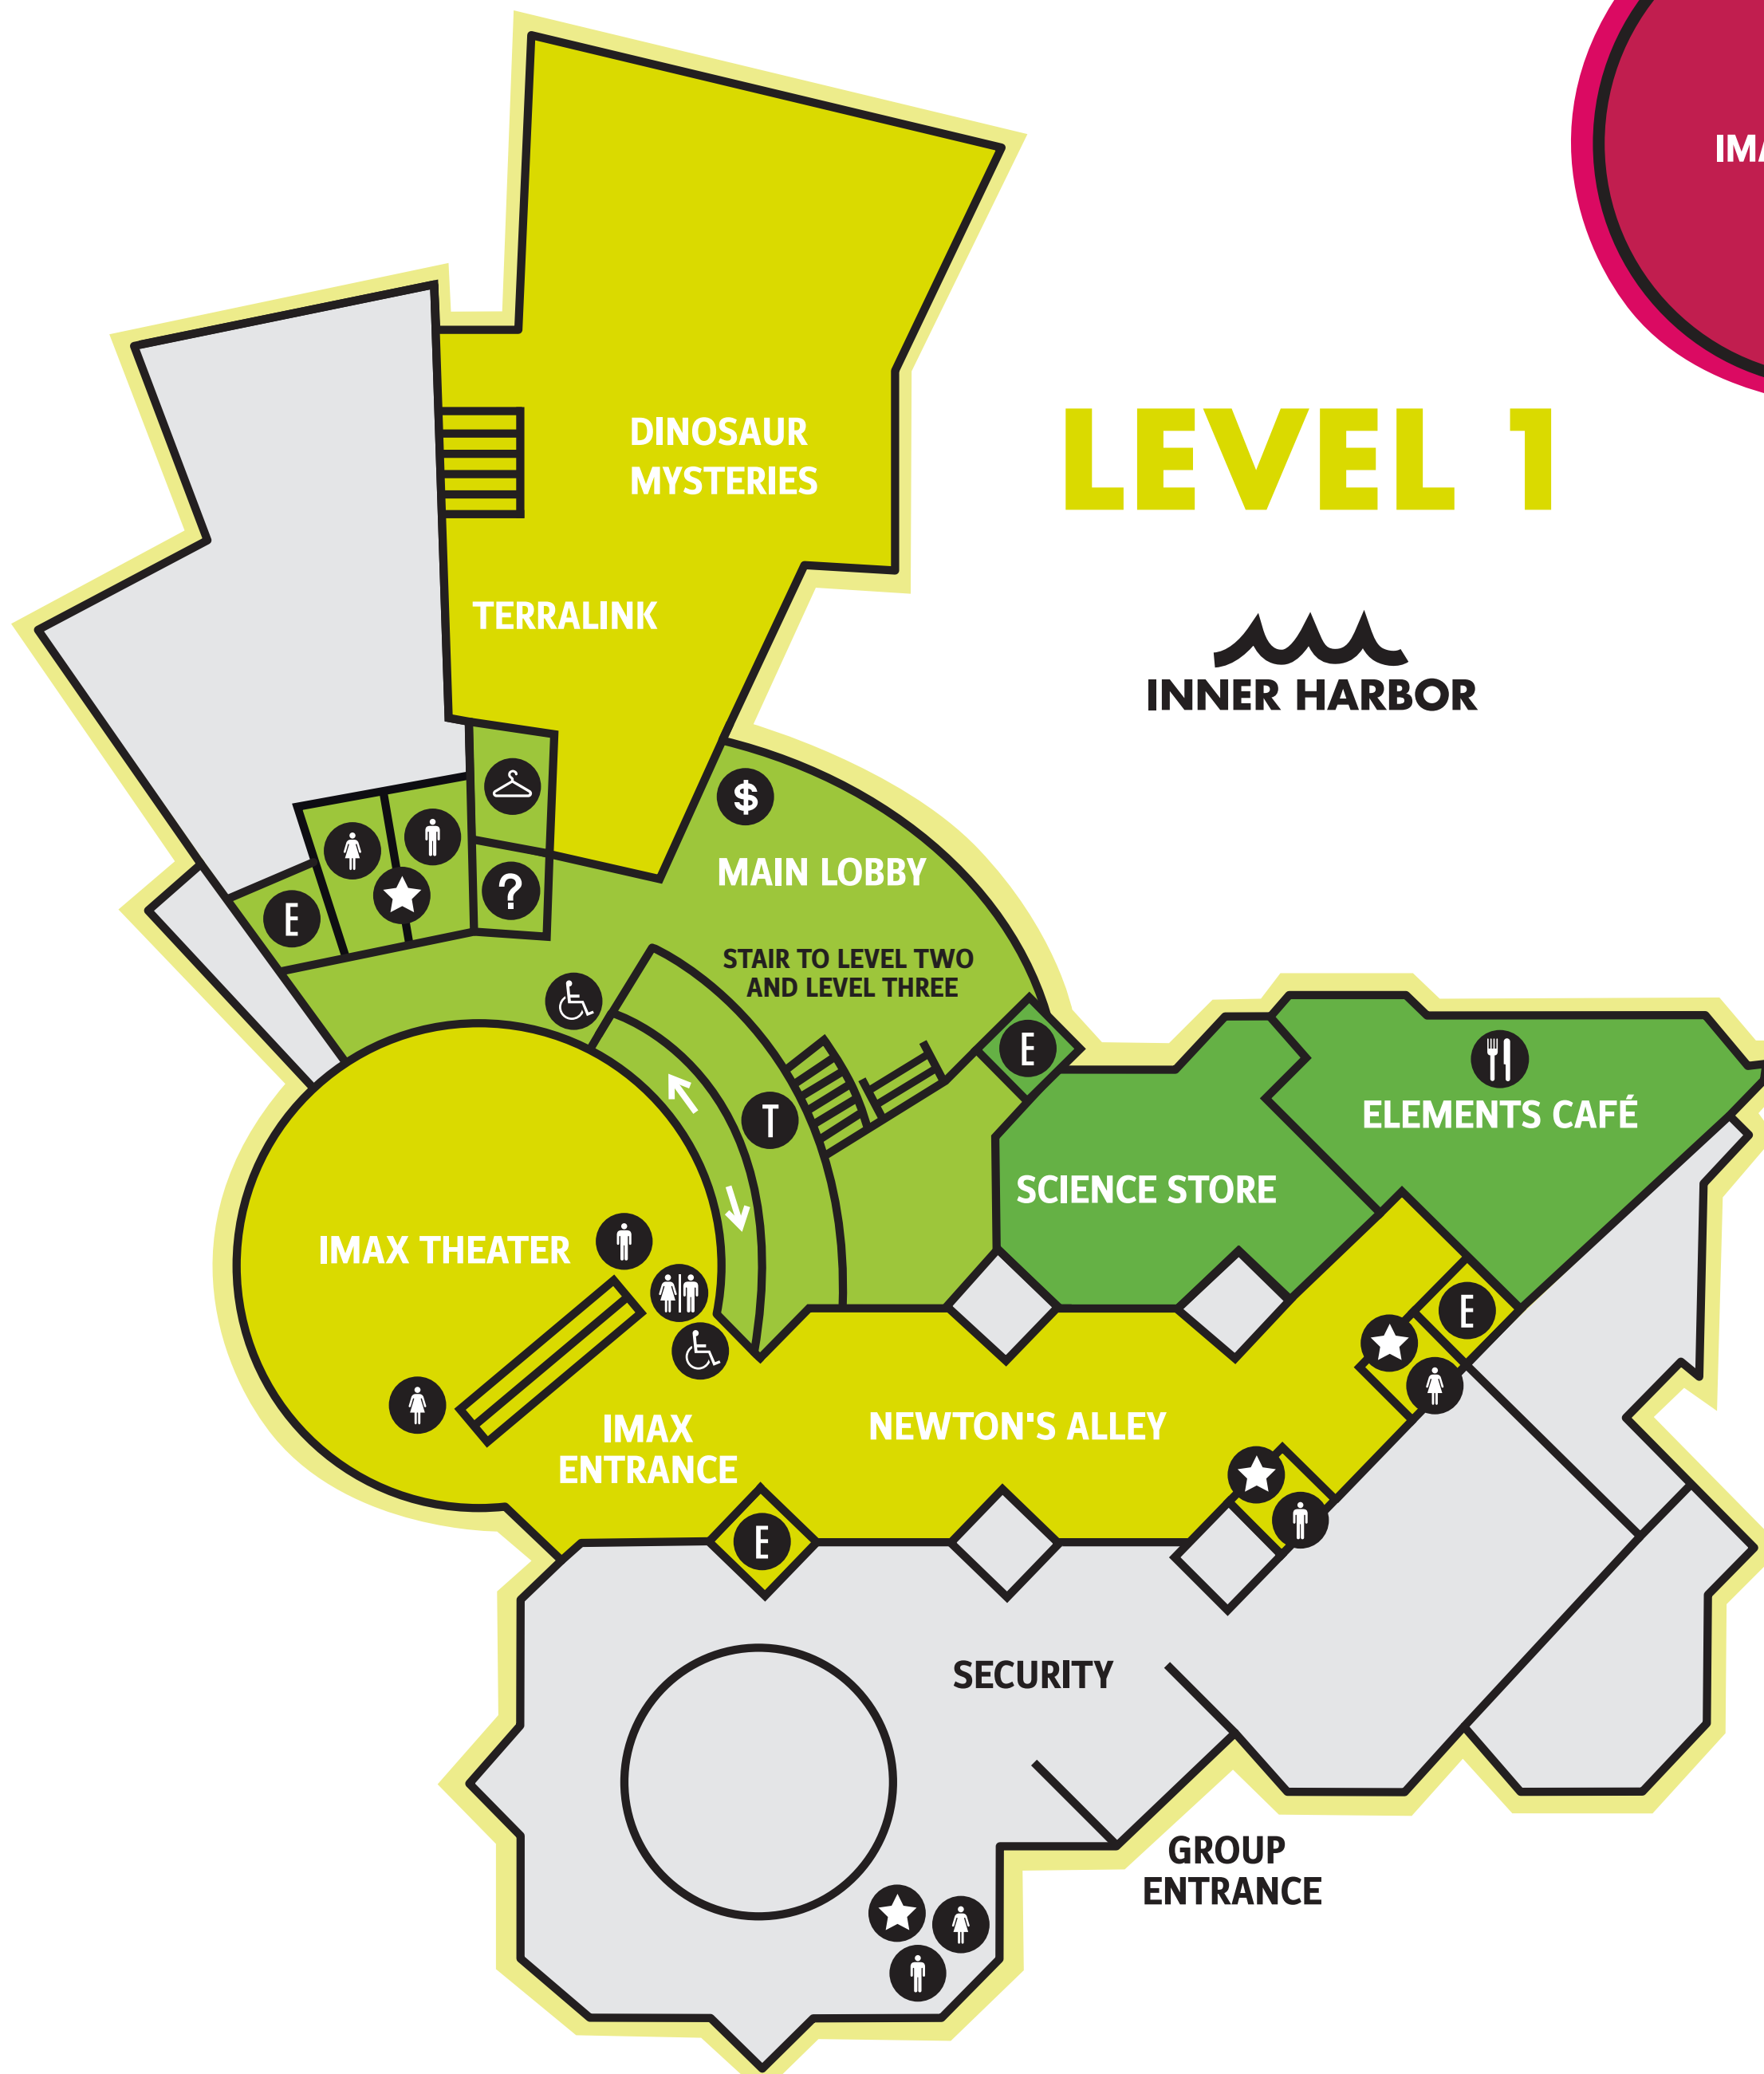 IMA
DINOSAUR
MYSTERIES
LEVEL 1
TERRALINK
INNER HARBOR
$
MAIN LOBBY
?
E
STAIR TO LEVEL TWO
AND LEVEL THREE
E
T
ELEMENTS CAFÉ
SCIENCE STORE
IMAX THEATER
E
IMAX
ENTRANCE
NEWTON'S ALLEY
E
SECURITY
GROUP
ENTRANCE